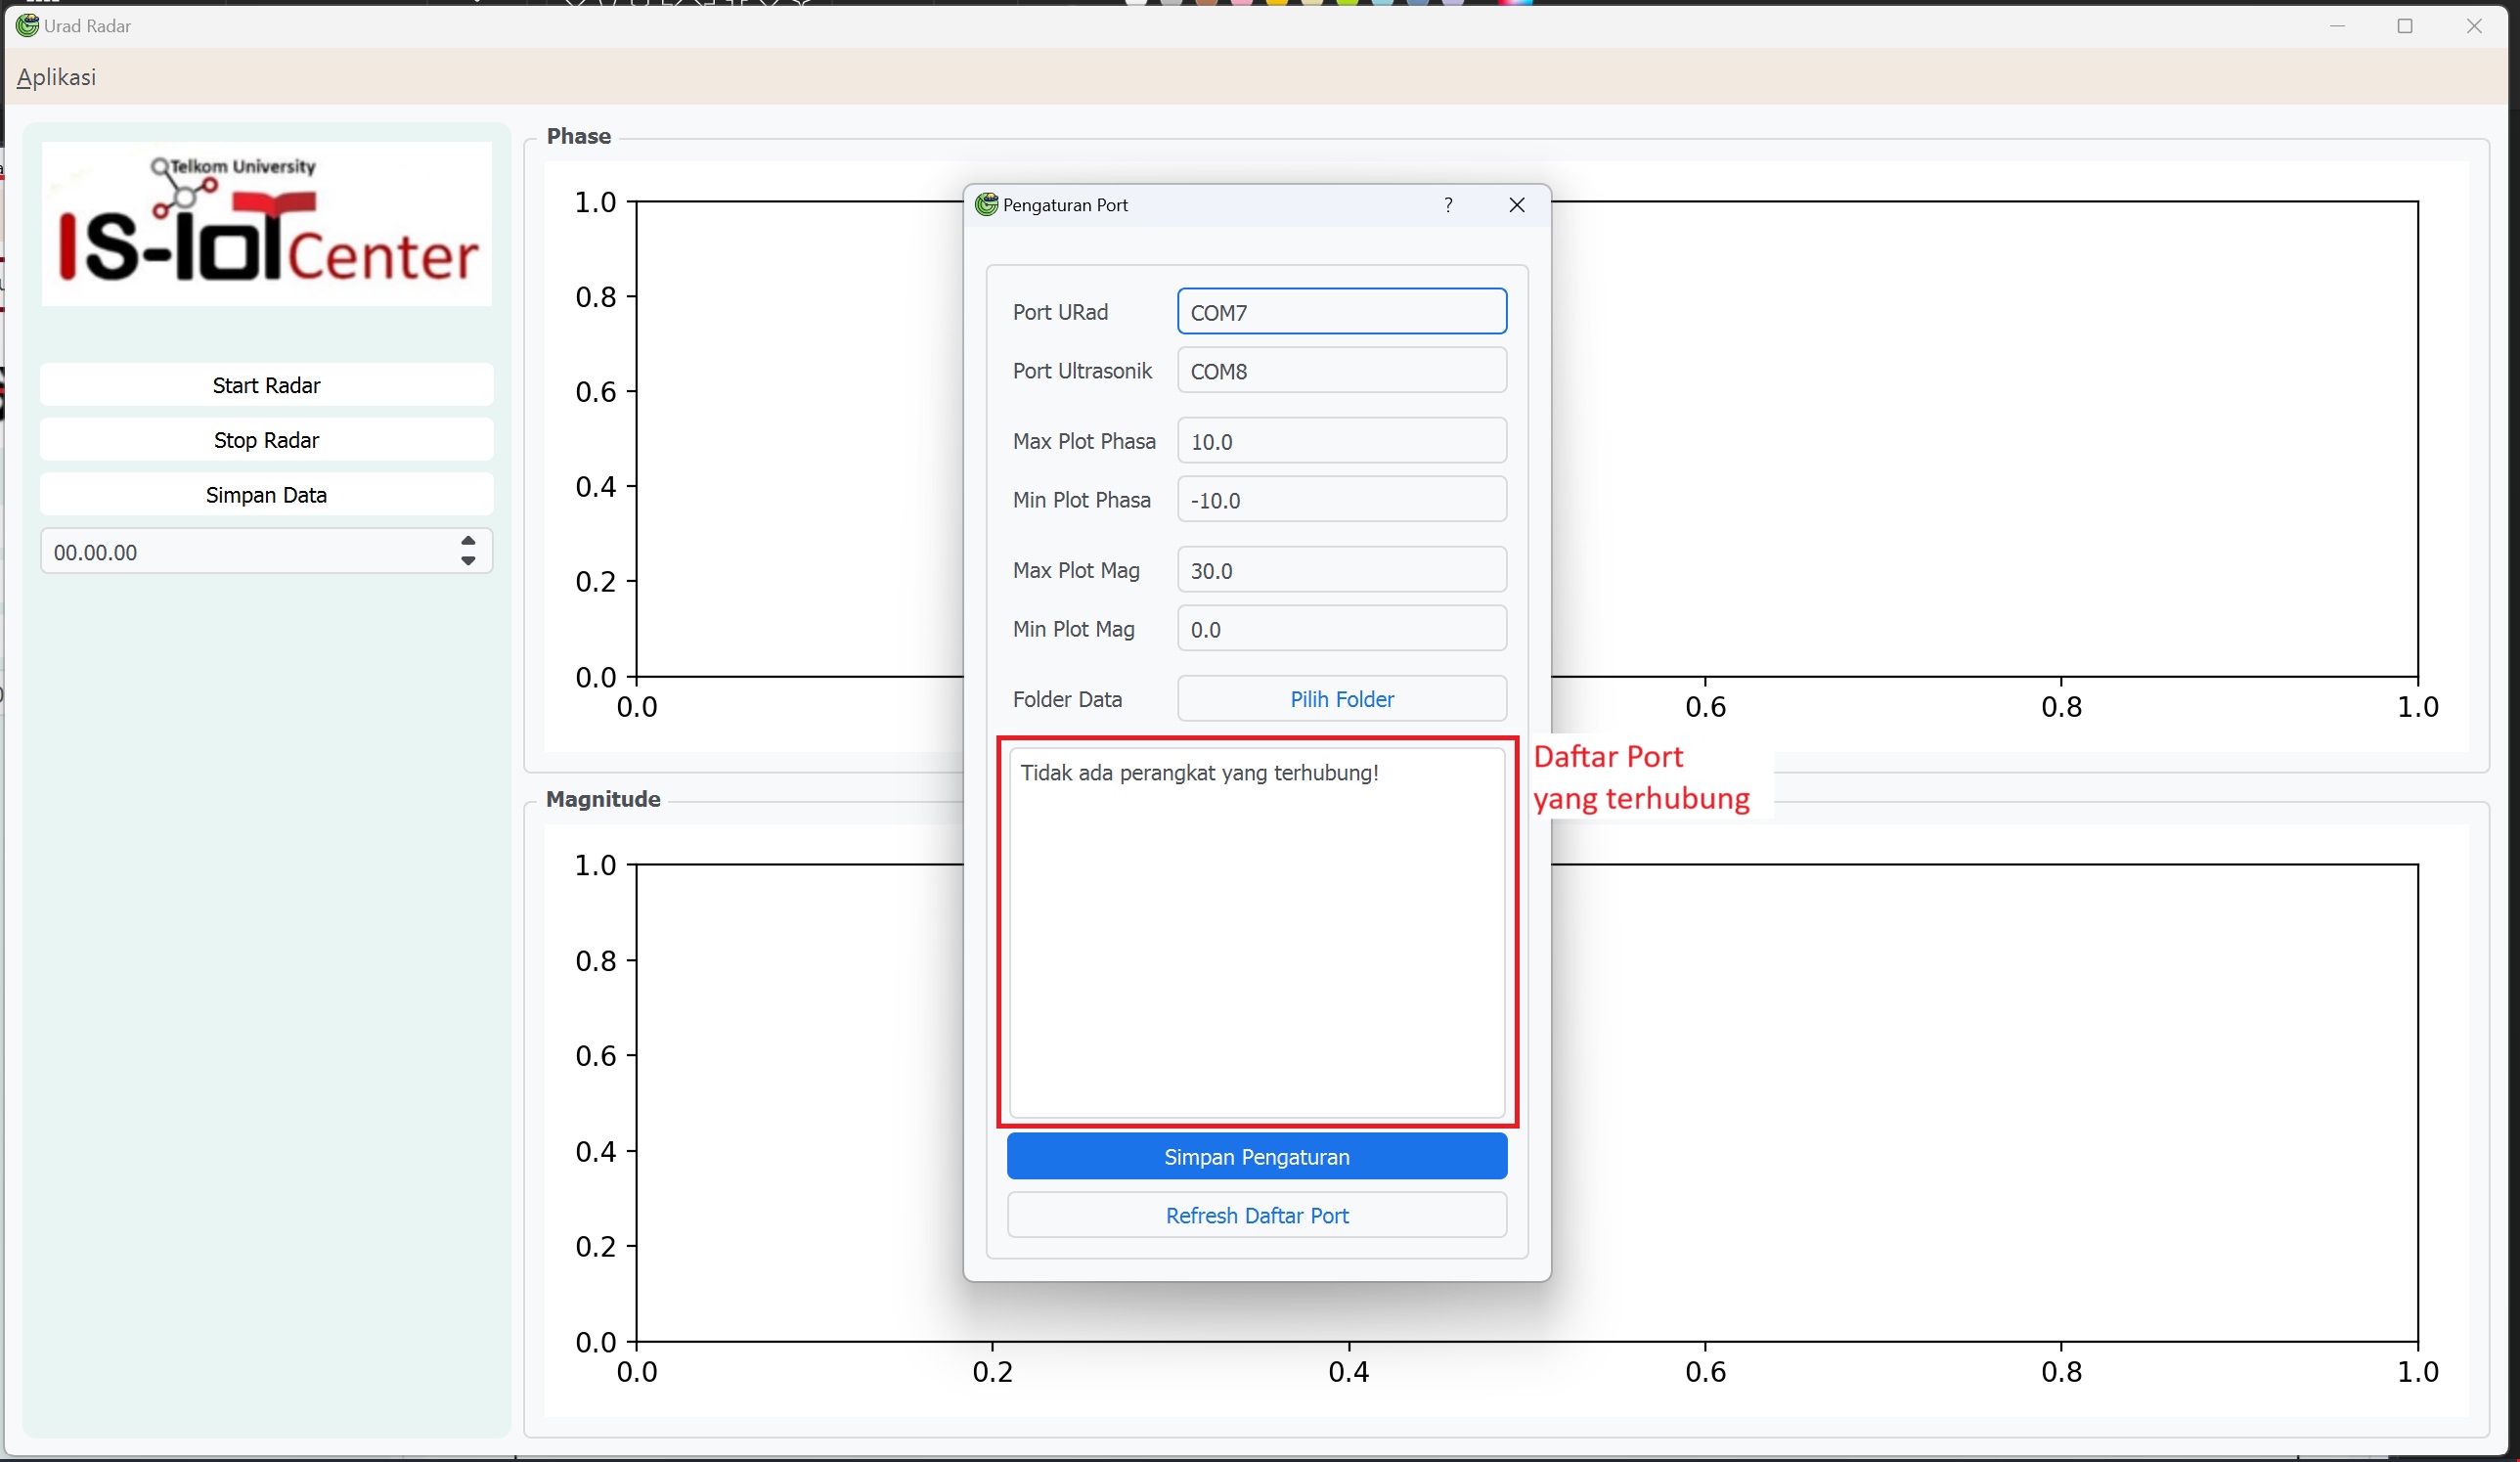 Urad Radar
Aplikasi
Telkom University
IS-IoT Center
Start Radar
Stop Radar
Simpan Data
00.00.00
Phase
1.0
0.8
0.6
0.4
0.2
0.0
0.0
0.6
0.8
1.0
Pengaturan Port
?
Port URad
COM7
Port Ultrasonik
COM8
Max Plot Phasa
10.0
Min Plot Phasa
-10.0
Max Plot Mag
30.0
Min Plot Mag
0.0
Folder Data
Pilih Folder
Tidak ada perangkat yang terhubung!
Simpan Pengaturan
Refresh Daftar Port
Daftar Port
yang terhubung
Magnitude
1.0
0.8
0.6
0.4
0.2
0.0
0.0
0.2
0.4
0.6
0.8
1.0